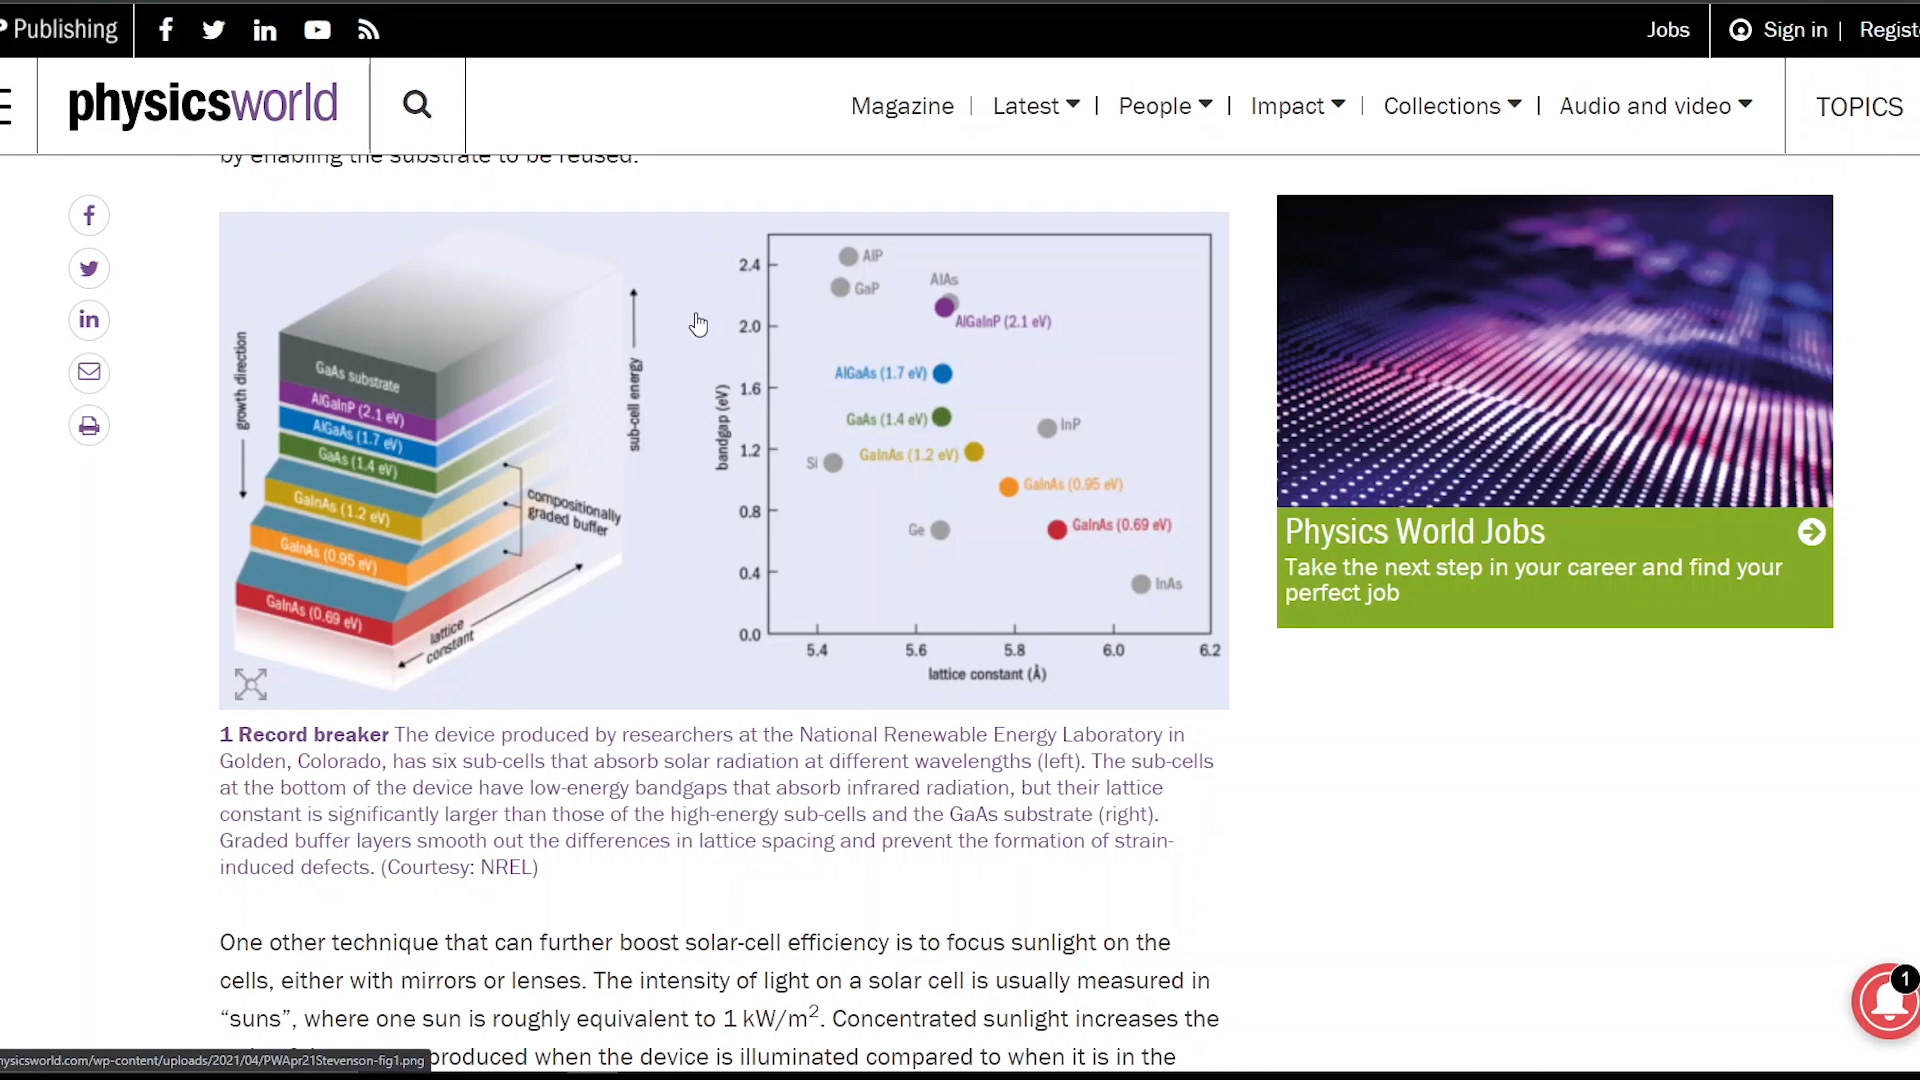 P Publishing
Jobs
Sign in | Regist
physicsworld
Magazine | Latest | People | Impact | Collections | Audio and video
TOPICS
by enabling the substrate to be reused.
growth direction
GaAs substrate
AlGaInP (2.1 eV)
AlGaAs (1.7 eV)
GaAs (1.4 eV)
GaInAs (1.2 eV)
GaInAs (0.95 eV)
GaInAs (0.69 eV)
compositionally
graded buffer
sub-cell energy
lattice
constant
bandgap (eV)
2.4
2.0
1.6
1.2
0.8
0.4
0.0
AlP
GaP
AlAs
AlGaInP (2.1 eV)
AlGaAs (1.7 eV)
GaAs (1.4 eV)
InP
Si
GaInAs (1.2 eV)
GaInAs (0.95 eV)
Ge
GaInAs (0.69 eV)
InAs
5.4 5.6 5.8 6.0 6.2
lattice constant (Å)
Physics World Jobs
Take the next step in your career and find your
perfect job
1 Record breaker The device produced by researchers at the National Renewable Energy Laboratory in
Golden, Colorado, has six sub-cells that absorb solar radiation at different wavelengths (left). The sub-cells
at the bottom of the device have low-energy bandgaps that absorb infrared radiation, but their lattice
constant is significantly larger than those of the high-energy sub-cells and the GaAs substrate (right).
Graded buffer layers smooth out the differences in lattice spacing and prevent the formation of strain-
induced defects. (Courtesy: NREL)
One other technique that can further boost solar-cell efficiency is to focus sunlight on the
cells, either with mirrors or lenses. The intensity of light on a solar cell is usually measured in
“suns”, where one sun is roughly equivalent to 1 kW/m². Concentrated sunlight increases the
produced when the device is illuminated compared to when it is in the
1
hysicsworld.com/wp-content/uploads/2021/04/PWApr21Stevenson-fig1.png